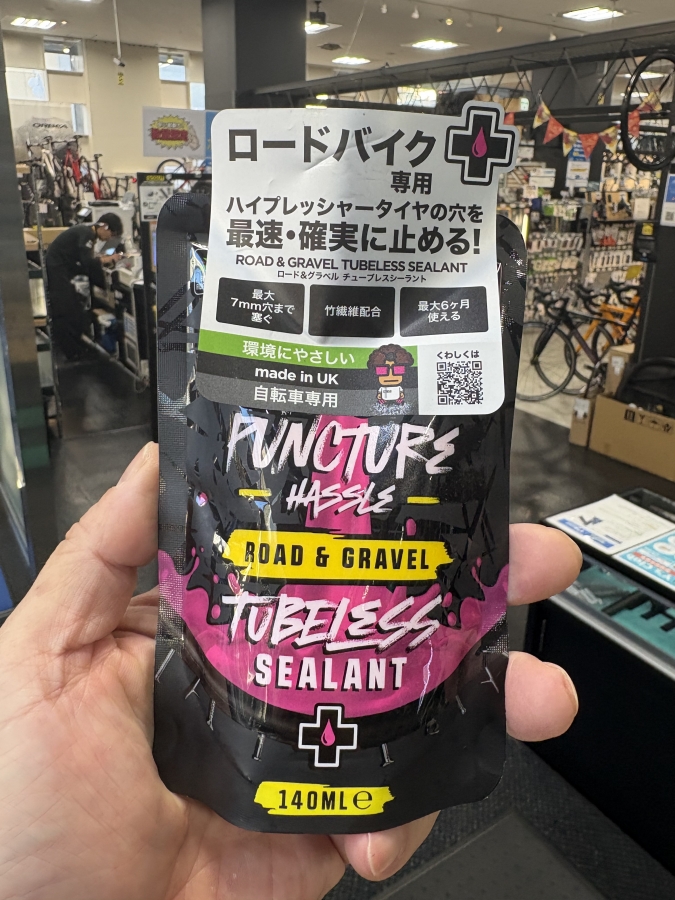 ORBEA
ロードバイク
専用
ハイプレッシャータイヤの穴を
最速・確実に止める!
ROAD & GRAVEL TUBELESS SEALANT
ロード&グラベル チューブレスシーラント
最大
7mm穴まで
塞ぐ
竹繊維配合
最大6ヶ月
使える
環境にやさしい
made in UK
自転車専用
くわしくは
PUNCTURE
HASSLE
ROAD & GRAVEL
TUBELESS
SEALANT
140ML e